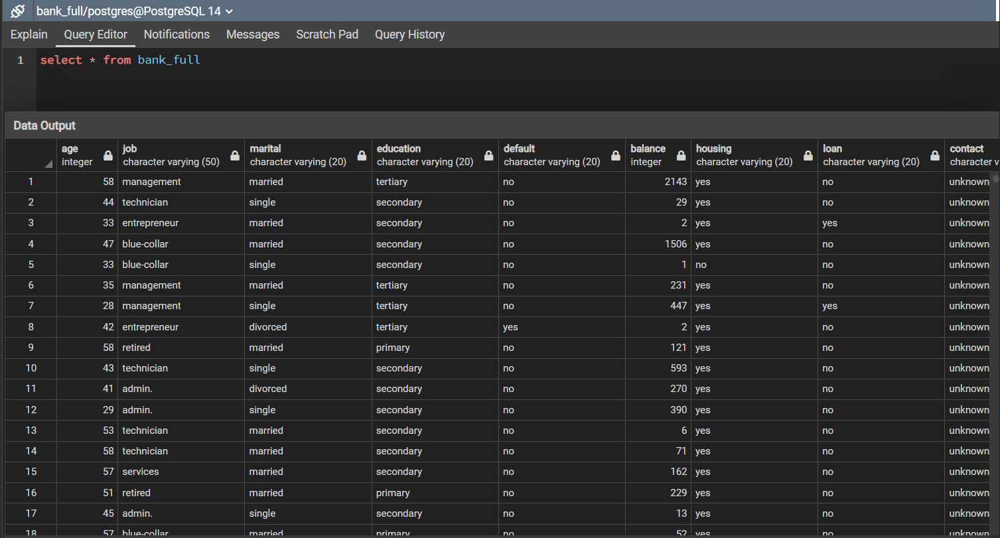 bank_full/postgres@PostgreSQL 14
Explain Query Editor Notifications Messages Scratch Pad Query History
1 select * from bank_full
Data Output
age job marital education default balance housing loan contact
integer character varying (50) character varying (20) character varying (20) character varying (20) integer character varying (20) character varying (20) character v
1 58 management married tertiary no 2143 yes no unknown
2 44 technician single secondary no 29 yes no unknown
3 33 entrepreneur married secondary no 2 yes yes unknown
4 47 blue-collar married secondary no 1506 yes no unknown
5 33 blue-collar single secondary no 1 no no unknown
6 35 management married tertiary no 231 yes no unknown
7 28 management single tertiary no 447 yes yes unknown
8 42 entrepreneur divorced tertiary yes 2 yes no unknown
9 58 retired married primary no 121 yes no unknown
10 43 technician single secondary no 593 yes no unknown
11 41 admin. divorced secondary no 270 yes no unknown
12 29 admin. single secondary no 390 yes no unknown
13 53 technician married secondary no 6 yes no unknown
14 58 technician married secondary no 71 yes no unknown
15 57 services married secondary no 162 yes no unknown
16 51 retired married primary no 229 yes no unknown
17 45 admin. single secondary no 13 yes no unknown
18 57 blue-collar married primary no 52 yes no unknown